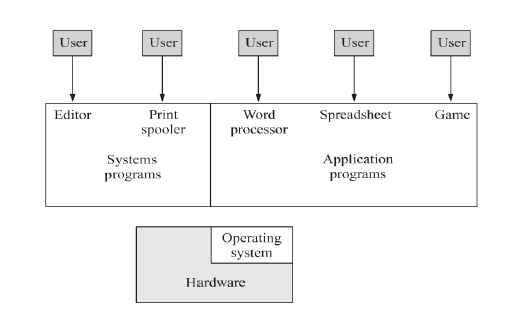 User User User User User
Editor Print spooler Word processor Spreadsheet Game
Systems programs
Application programs
Operating system
Hardware